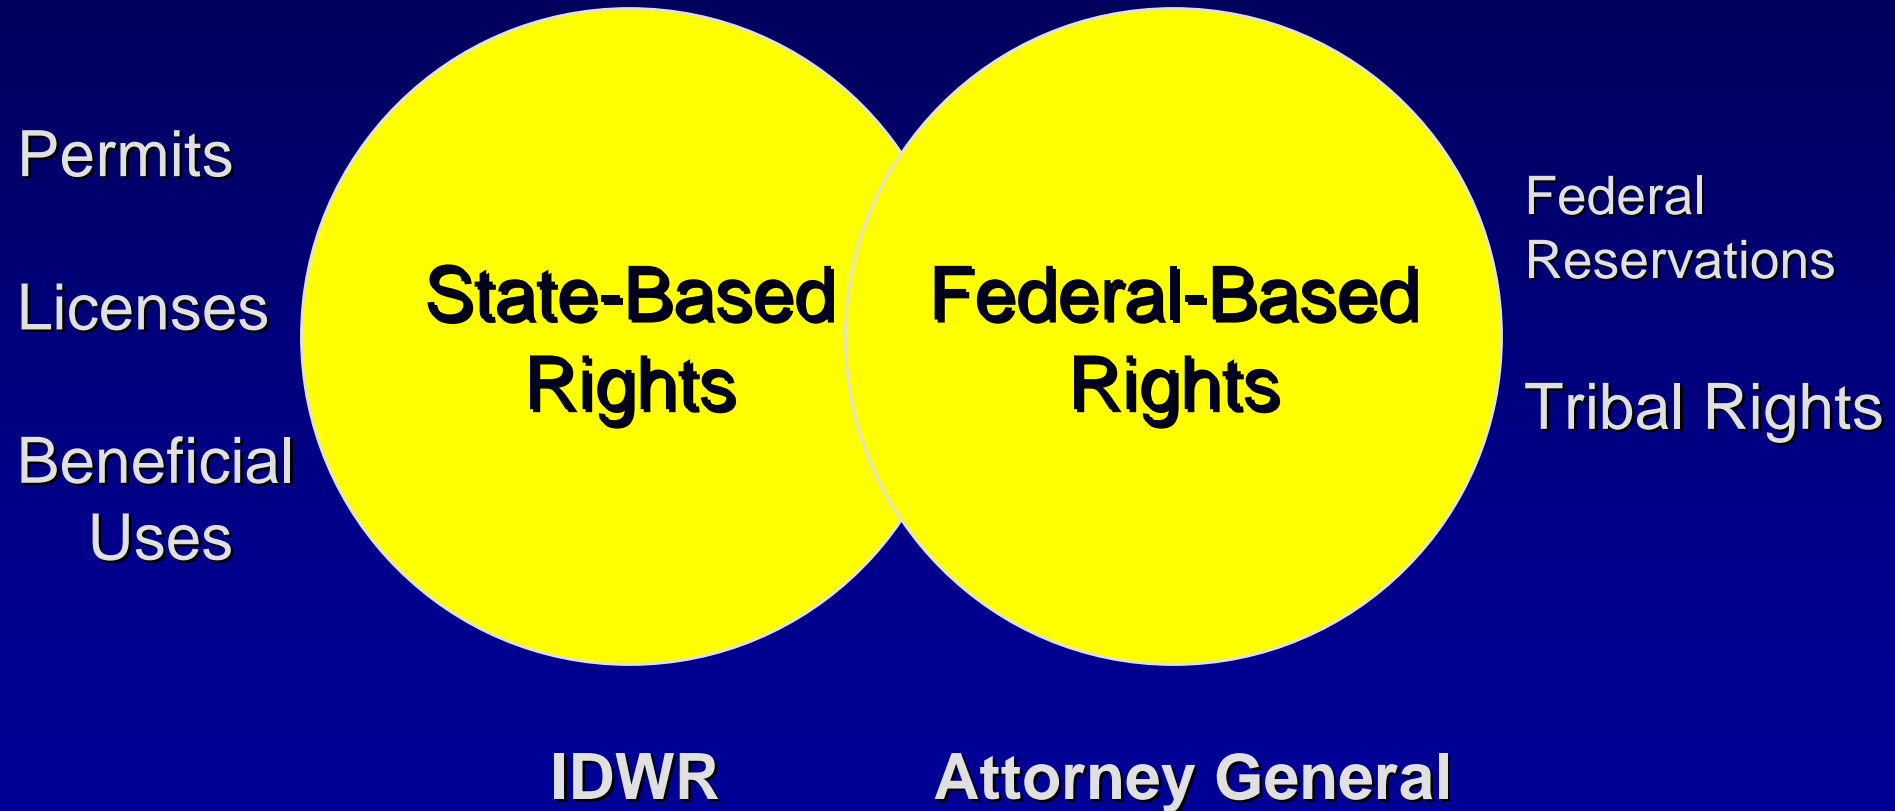 Permits
Licenses
Beneficial
Uses
State-Based
Rights
Federal-Based
Rights
Federal
Reservations
Tribal Rights
IDWR
Attorney General